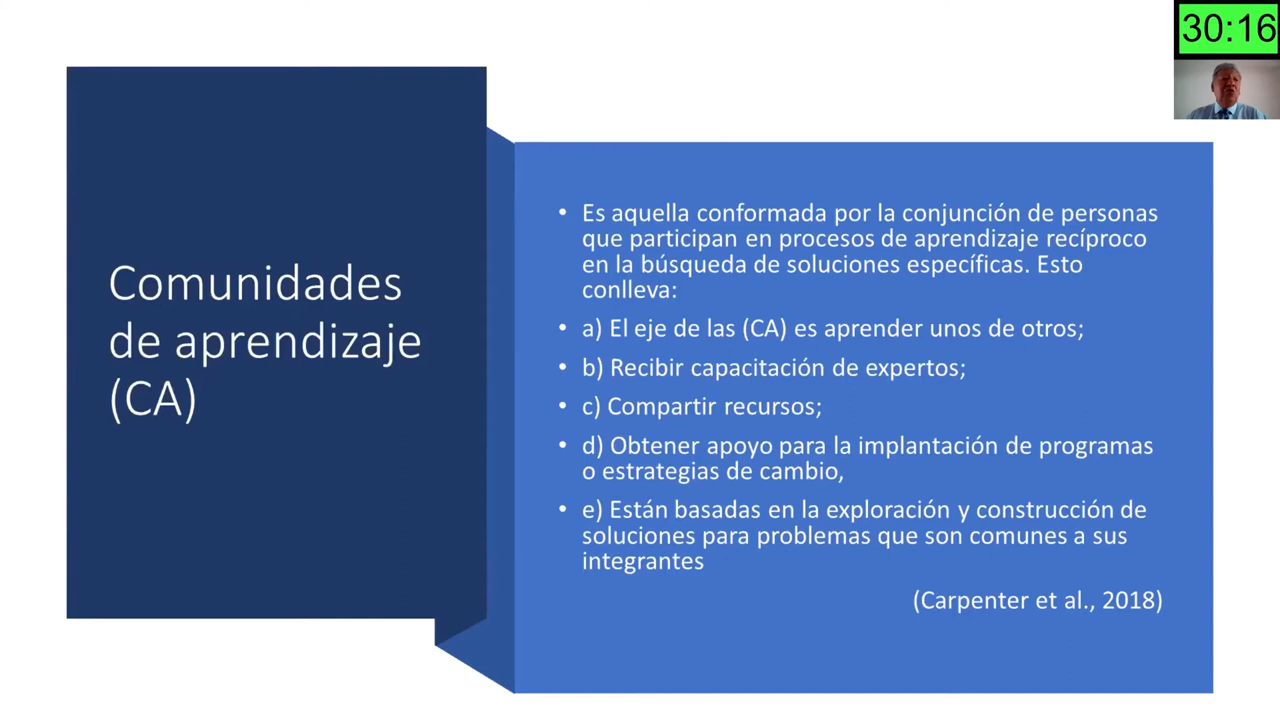 30:16
Comunidades
de aprendizaje
(CA)
• Es aquella conformada por la conjunción de personas
que participan en procesos de aprendizaje recíproco
en la búsqueda de soluciones específicas. Esto
conlleva:
• a) El eje de las (CA) es aprender unos de otros;
• b) Recibir capacitación de expertos;
• c) Compartir recursos;
• d) Obtener apoyo para la implantación de programas
o estrategias de cambio,
• e) Están basadas en la exploración y construcción de
soluciones para problemas que son comunes a sus
integrantes
(Carpenter et al., 2018)